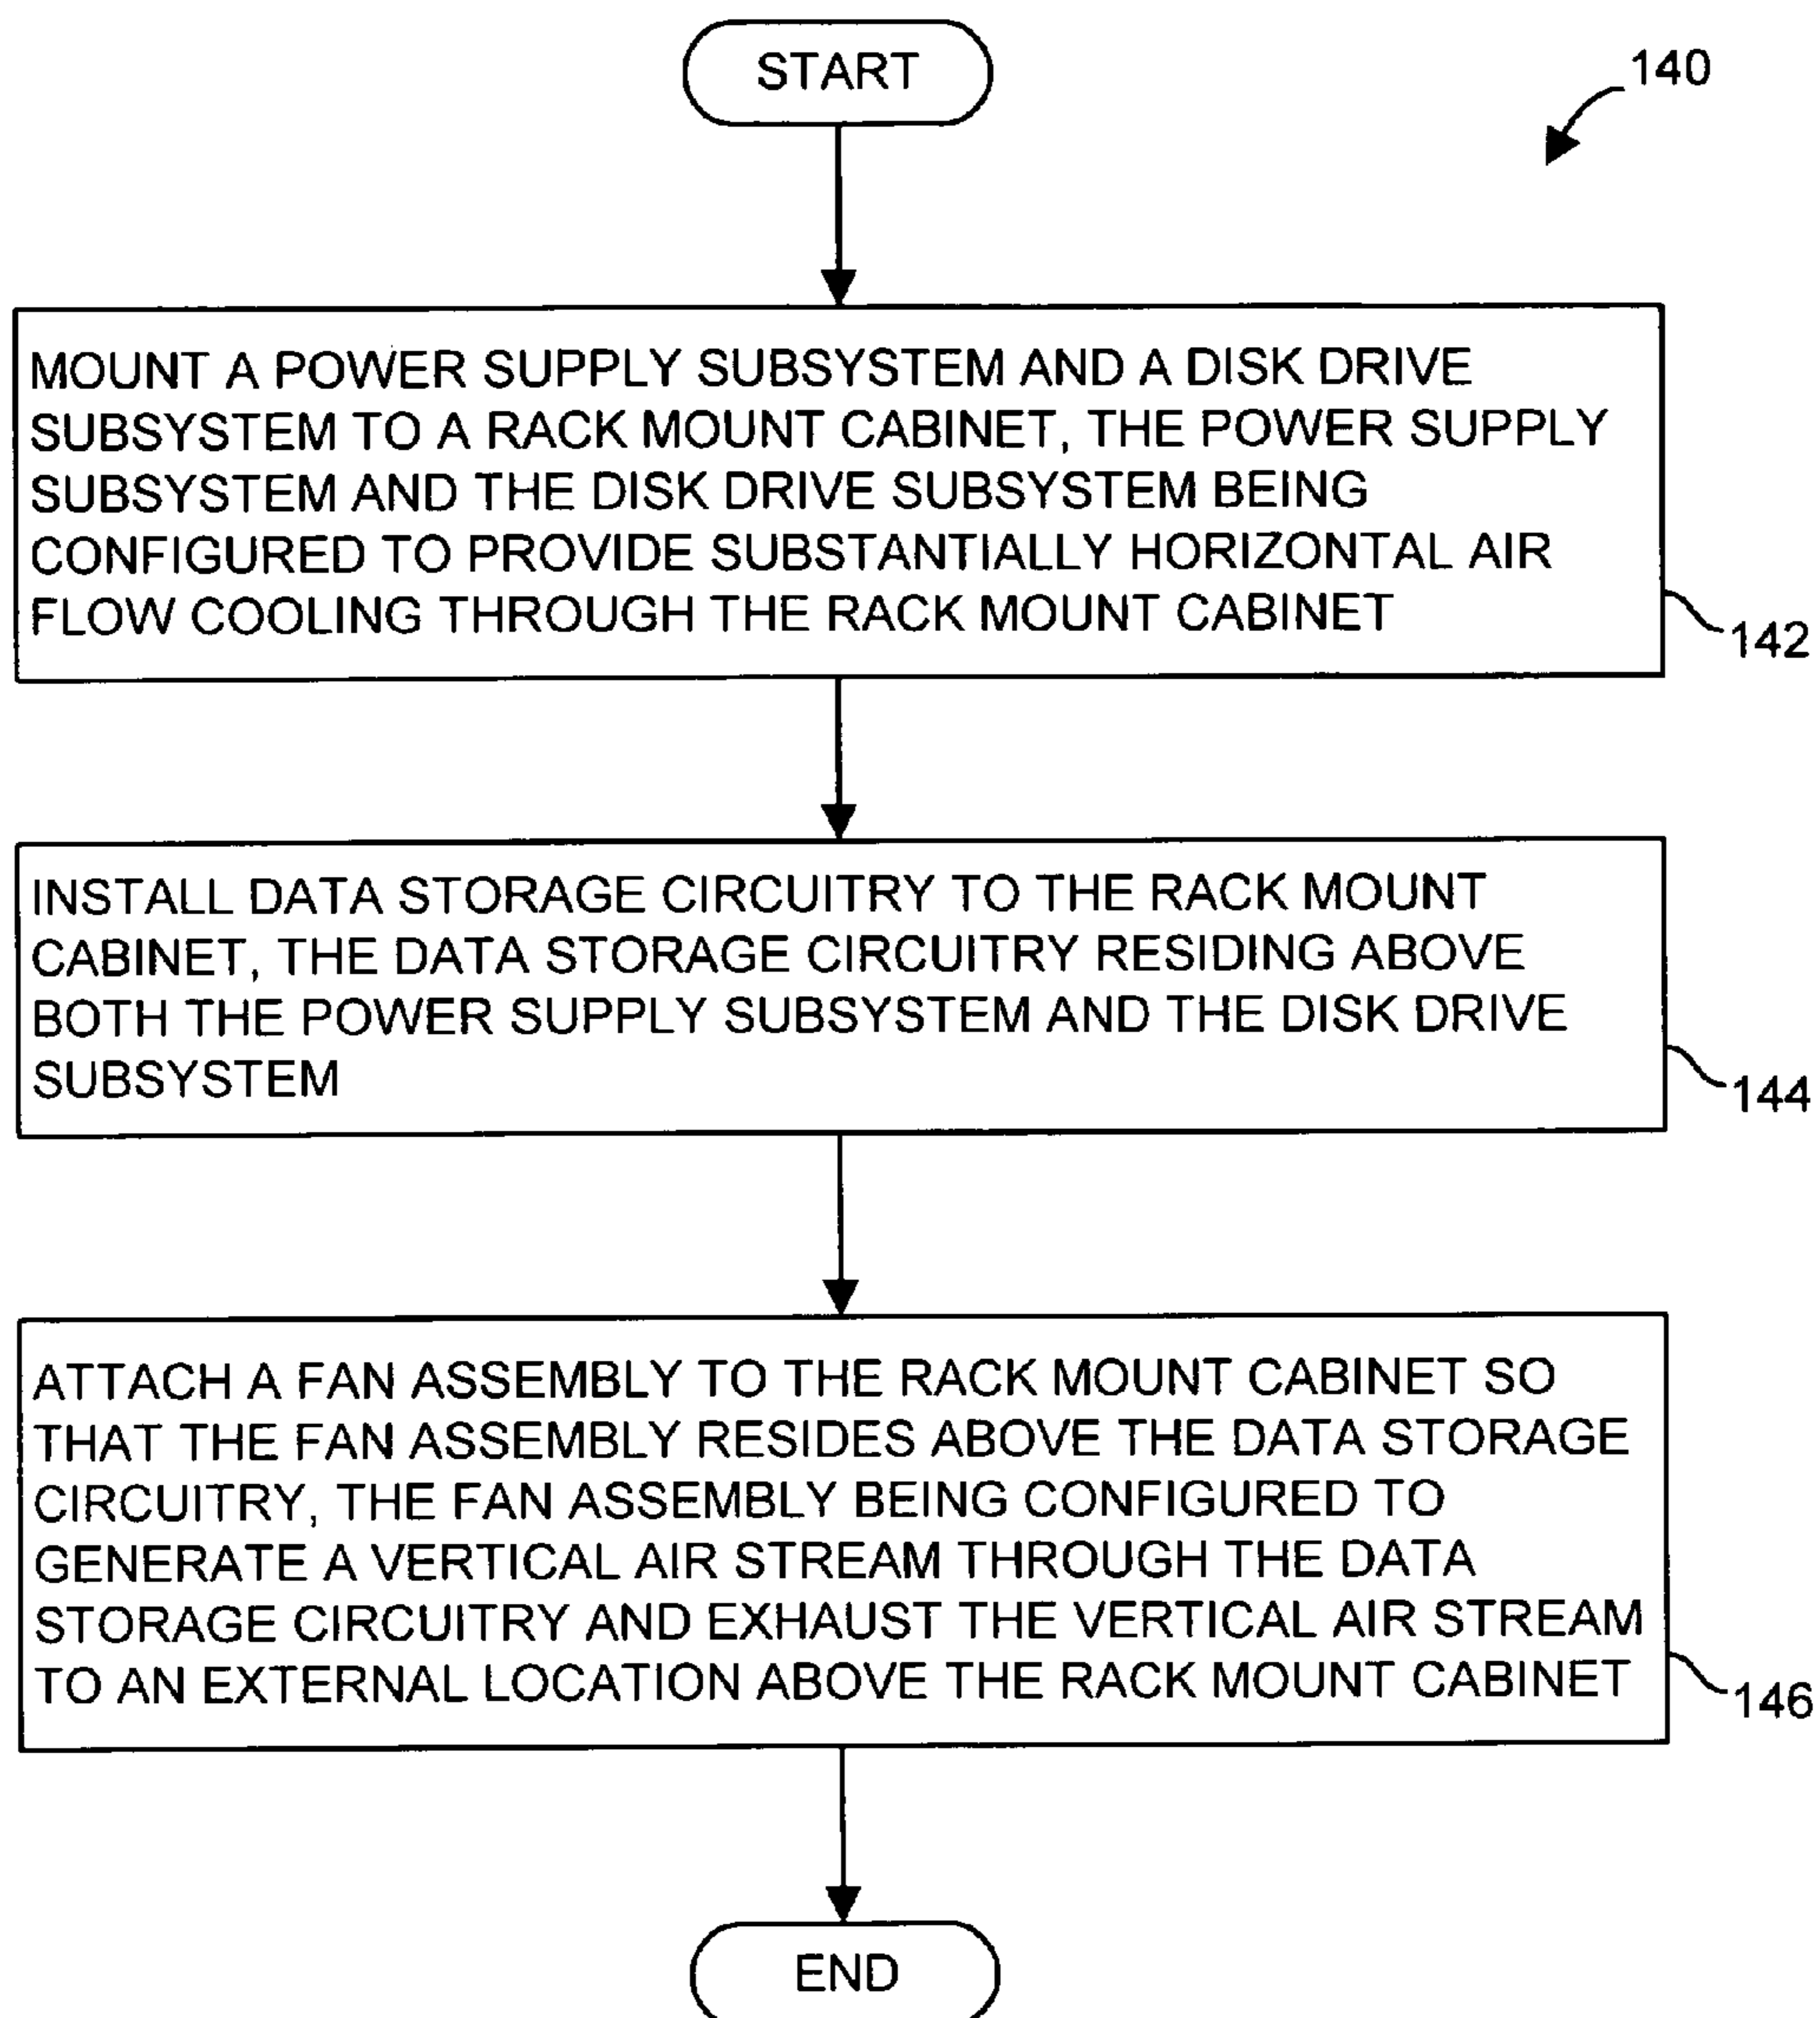 START
140
MOUNT A POWER SUPPLY SUBSYSTEM AND A DISK DRIVE
SUBSYSTEM TO A RACK MOUNT CABINET, THE POWER SUPPLY
SUBSYSTEM AND THE DISK DRIVE SUBSYSTEM BEING
CONFIGURED TO PROVIDE SUBSTANTIALLY HORIZONTAL AIR
FLOW COOLING THROUGH THE RACK MOUNT CABINET
142
INSTALL DATA STORAGE CIRCUITRY TO THE RACK MOUNT
CABINET, THE DATA STORAGE CIRCUITRY RESIDING ABOVE
BOTH THE POWER SUPPLY SUBSYSTEM AND THE DISK DRIVE
SUBSYSTEM
144
ATTACH A FAN ASSEMBLY TO THE RACK MOUNT CABINET SO
THAT THE FAN ASSEMBLY RESIDES ABOVE THE DATA STORAGE
CIRCUITRY, THE FAN ASSEMBLY BEING CONFIGURED TO
GENERATE A VERTICAL AIR STREAM THROUGH THE DATA
STORAGE CIRCUITRY AND EXHAUST THE VERTICAL AIR STREAM
TO AN EXTERNAL LOCATION ABOVE THE RACK MOUNT CABINET
146
END